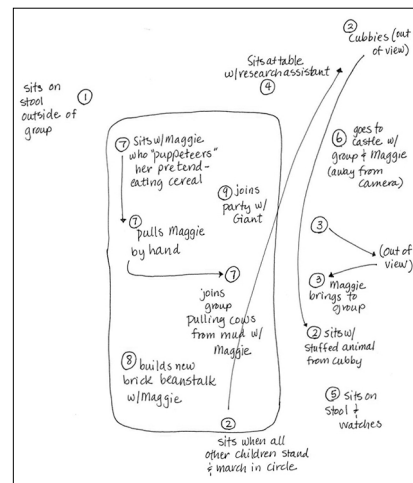 ②
Cubbies (out
of view)
Sits at table
w/research assistant
④
sits on
stool
outside of
group
①
⑥ goes to
castle w/
group & Maggie
(away from
camera)
⑦ Sits w/Maggie
who "puppeteers"
her pretend-
eating cereal
⑨ joins
party w/
Giant
⑦
pulls Maggie
by hand
③
(out of
view)
⑦
joins
group
pulling cows
from mud w/
Maggie
③ Maggie
brings to
group
② sits w/
stuffed animal
from cubby
⑧ builds new
brick beanstalk
w/Maggie
⑤ sits on
stool &
watches
②
sits when all
other children stand
& march in circle